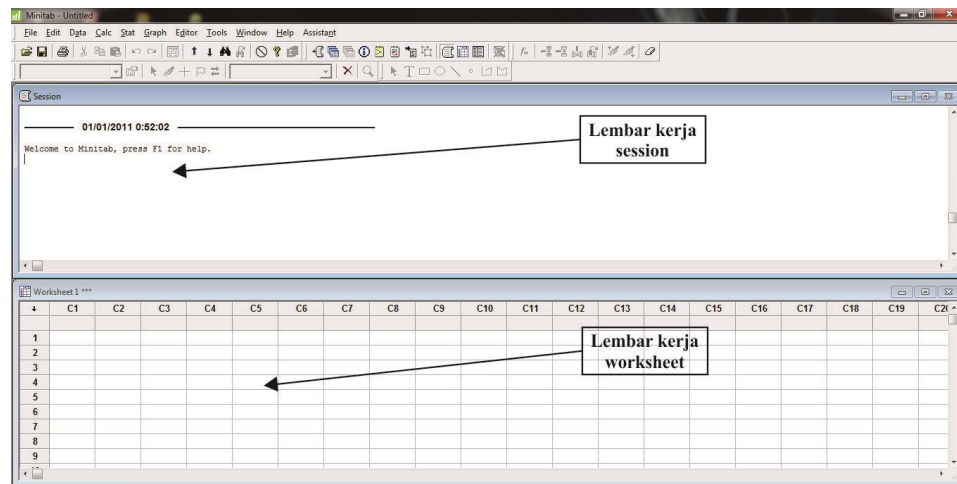 Minitab - Untitled
File Edit Data Calc Stat Graph Editor Tools Window Help Assistant
Session
01/01/2011 0:52:02
Welcome to Minitab, press F1 for help.
Lembar kerja
session
Worksheet 1 ***
C1 C2 C3 C4 C5 C6 C7 C8 C9 C10 C11 C12 C13 C14 C15 C16 C17 C18 C19
1
2
3
4
5
6
7
8
9
Lembar kerja
worksheet